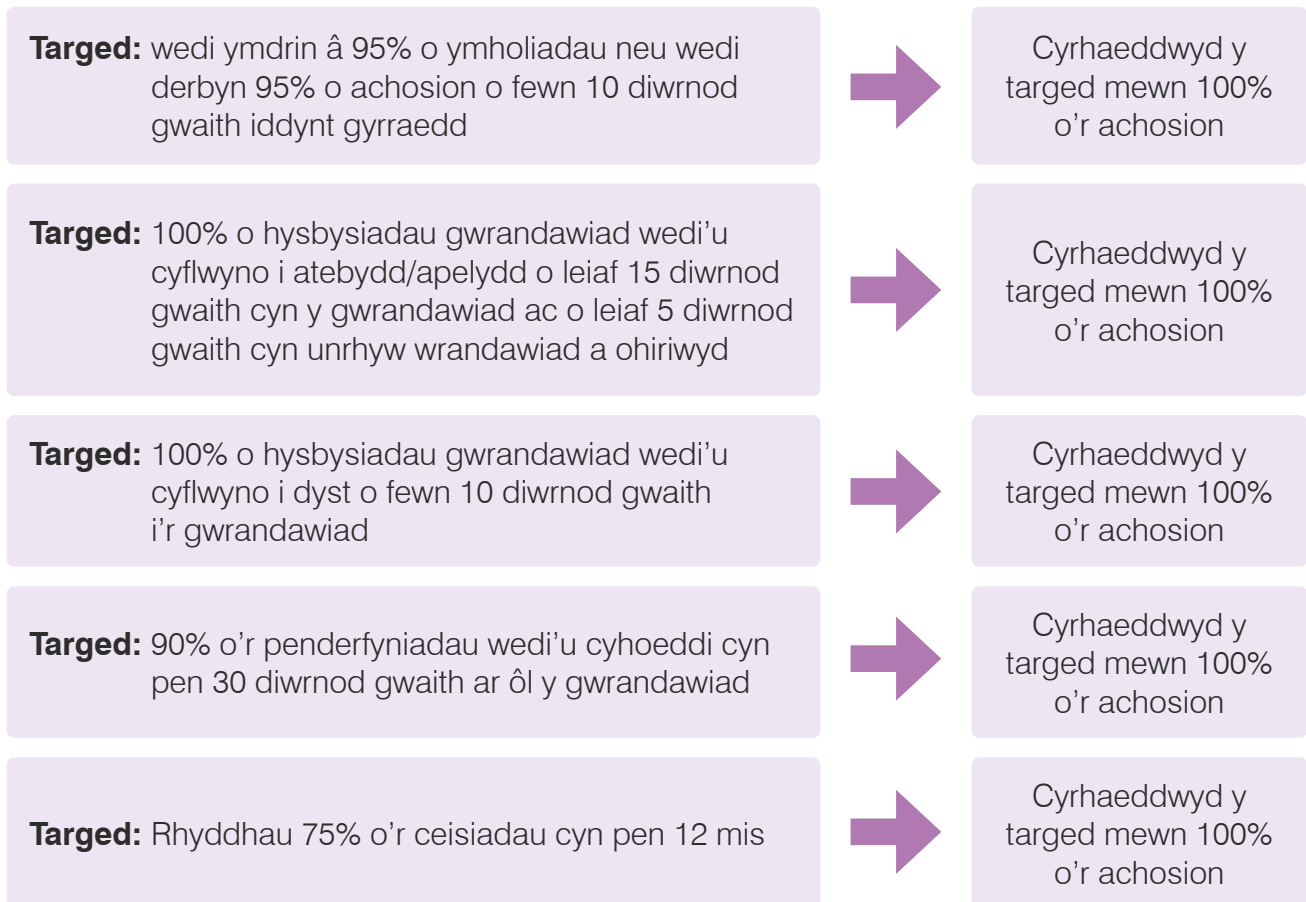 Targed: wedi ymdrin â 95% o ymholiadau neu wedi
derbyn 95% o achosion o fewn 10 diwrnod
gwaith iddynt gyrraedd
Cyrhaeddwyd y
targed mewn 100%
o’r achosion
Targed: 100% o hysbysiadau gwrandawiad wedi’u
cyflwyno i atebydd/apelydd o leiaf 15 diwrnod
gwaith cyn y gwrandawiad ac o leiaf 5 diwrnod
gwaith cyn unrhyw wrandawiad a ohiriwyd
Cyrhaeddwyd y
targed mewn 100%
o’r achosion
Targed: 100% o hysbysiadau gwrandawiad wedi’u
cyflwyno i dyst o fewn 10 diwrnod gwaith
i’r gwrandawiad
Cyrhaeddwyd y
targed mewn 100%
o’r achosion
Targed: 90% o’r penderfyniadau wedi’u cyhoeddi cyn
pen 30 diwrnod gwaith ar ôl y gwrandawiad
Cyrhaeddwyd y
targed mewn 100%
o’r achosion
Targed: Rhyddhau 75% o’r ceisiadau cyn pen 12 mis
Cyrhaeddwyd y
targed mewn 100%
o’r achosion